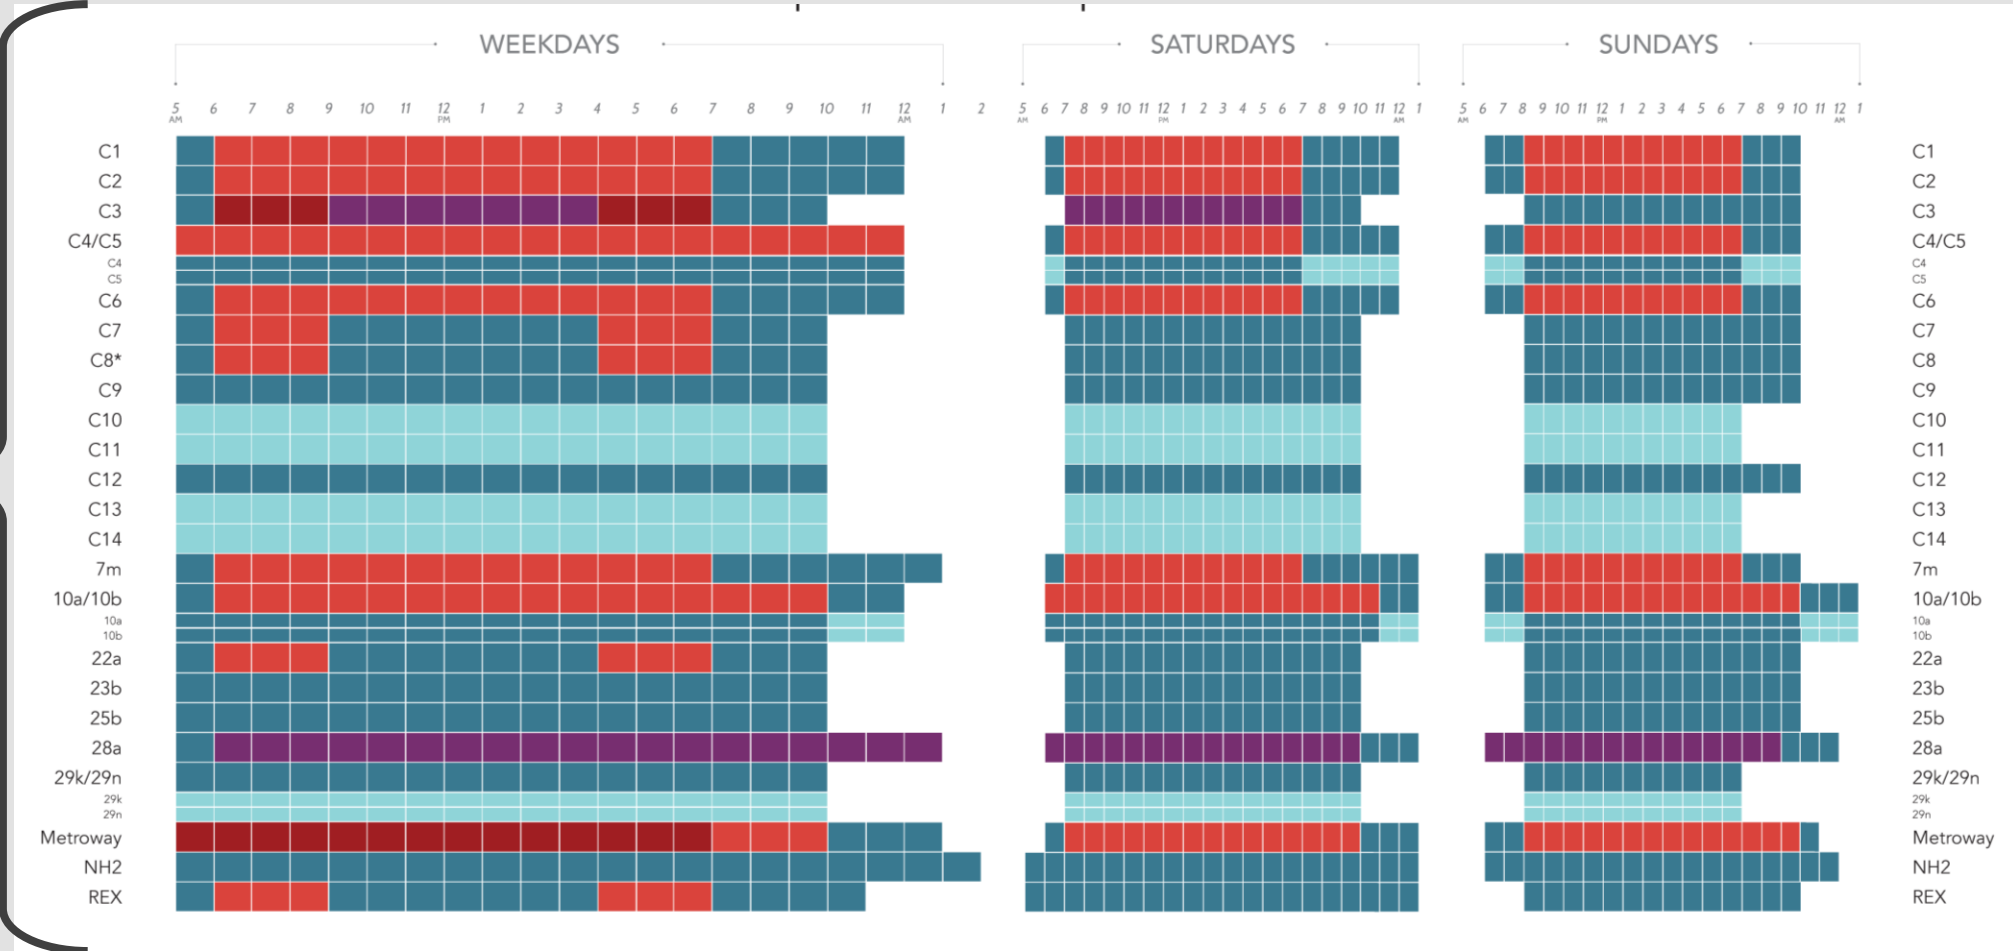 WEEKDAYS SATURDAYS SUNDAYS
5 6 7 8 9 10 11 12 1 2 3 4 5 6 7 8 9 10 11 12 1 2 5 6 7 8 9 10 11 12 1 2 3 4 5 6 7 8 9 10 11 12 1 5 6 7 8 9 10 11 12 1 2 3 4 5 6 7 8 9 10 11 12 1
AM PM AM AM PM AM AM PM AM
C1 C1
C2 C2
C3 C3
C4/C5 C4/C5
C4 C4
C5 C5
C6 C6
C7 C7
C8* C8
C9 C9
C10 C10
C11 C11
C12 C12
C13 C13
C14 C14
7m 7m
10a/10b 10a/10b
10a 10a
10b 10b
22a 22a
23b 23b
25b 25b
28a 28a
29k/29n 29k/29n
29k 29k
29n 29n
Metroway Metroway
NH2 NH2
REX REX